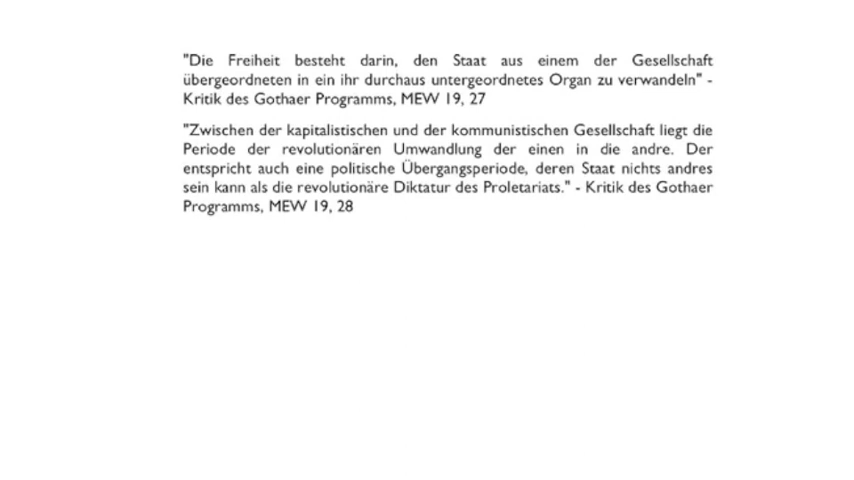 "Die Freiheit besteht darin, den Staat aus einem der Gesellschaft
übergeordneten in ein ihr durchaus untergeordnetes Organ zu verwandeln" -
Kritik des Gothaer Programms, MEW 19, 27
"Zwischen der kapitalistischen und der kommunistischen Gesellschaft liegt die
Periode der revolutionären Umwandlung der einen in die andre. Der
entspricht auch eine politische Übergangsperiode, deren Staat nichts andres
sein kann als die revolutionäre Diktatur des Proletariats." - Kritik des Gothaer
Programms, MEW 19, 28